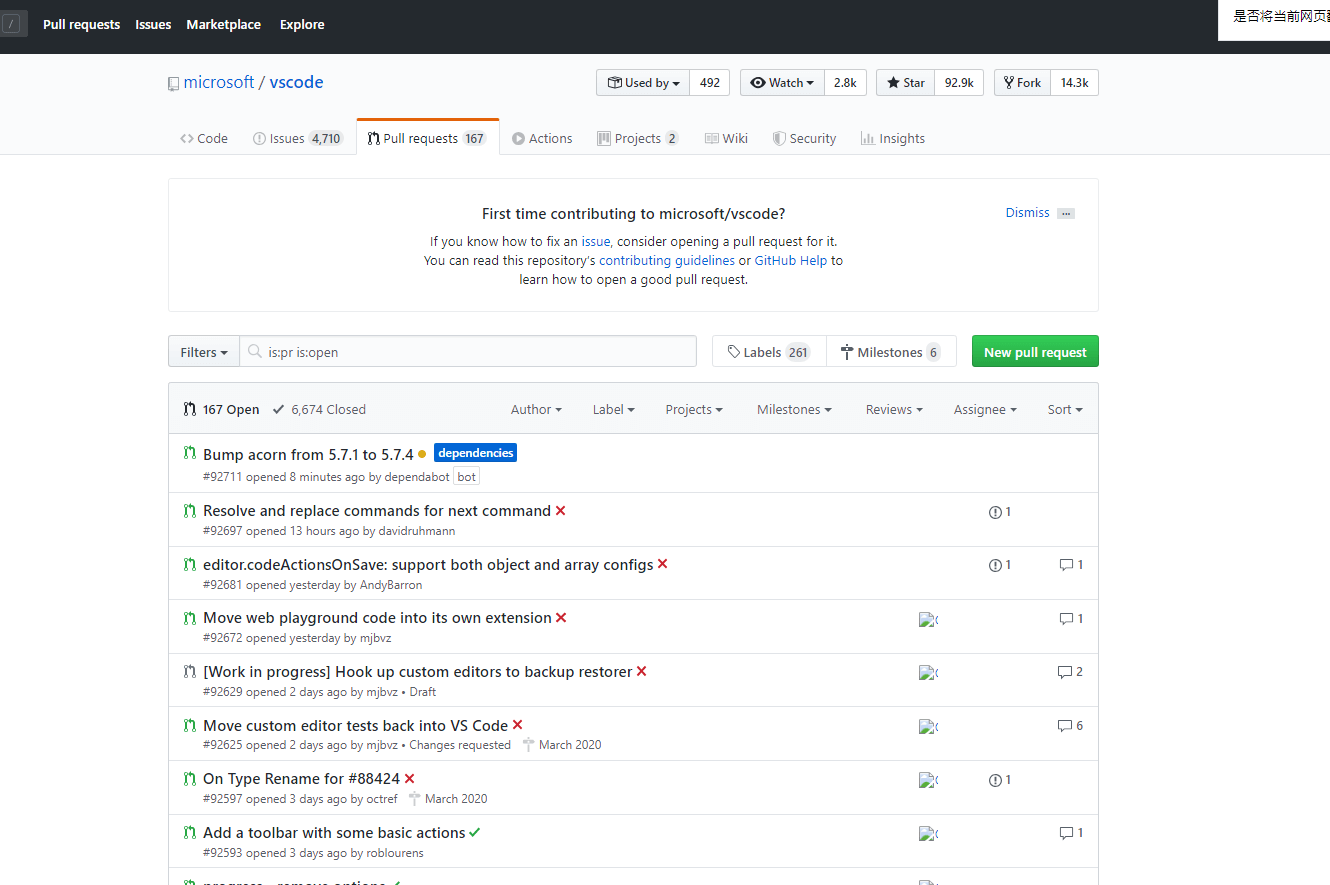 / Pull requests Issues Marketplace Explore
是否将当前网页
microsoft / vscode
Used by 492 Watch 2.8k Star 92.9k Fork 14.3k
Code Issues 4,710 Pull requests 167 Actions Projects 2 Wiki Security Insights
First time contributing to microsoft/vscode?
Dismiss ...
If you know how to fix an issue, consider opening a pull request for it.
You can read this repository's contributing guidelines or GitHub Help to
learn how to open a good pull request.
Filters is:pr is:open Labels 261 Milestones 6 New pull request
167 Open 6,674 Closed Author Label Projects Milestones Reviews Assignee Sort
Bump acorn from 5.7.1 to 5.7.4 dependencies
#92711 opened 8 minutes ago by dependabot bot
Resolve and replace commands for next command 1
#92697 opened 13 hours ago by davidruhmann
editor.codeActionsOnSave: support both object and array configs 1 1
#92681 opened yesterday by AndyBarron
Move web playground code into its own extension 1
#92672 opened yesterday by mjbvz
[Work in progress] Hook up custom editors to backup restorer 2
#92629 opened 2 days ago by mjbvz • Draft
Move custom editor tests back into VS Code 6
#92625 opened 2 days ago by mjbvz • Changes requested March 2020
On Type Rename for #88424 1
#92597 opened 3 days ago by octref March 2020
Add a toolbar with some basic actions 1
#92593 opened 3 days ago by roblourens